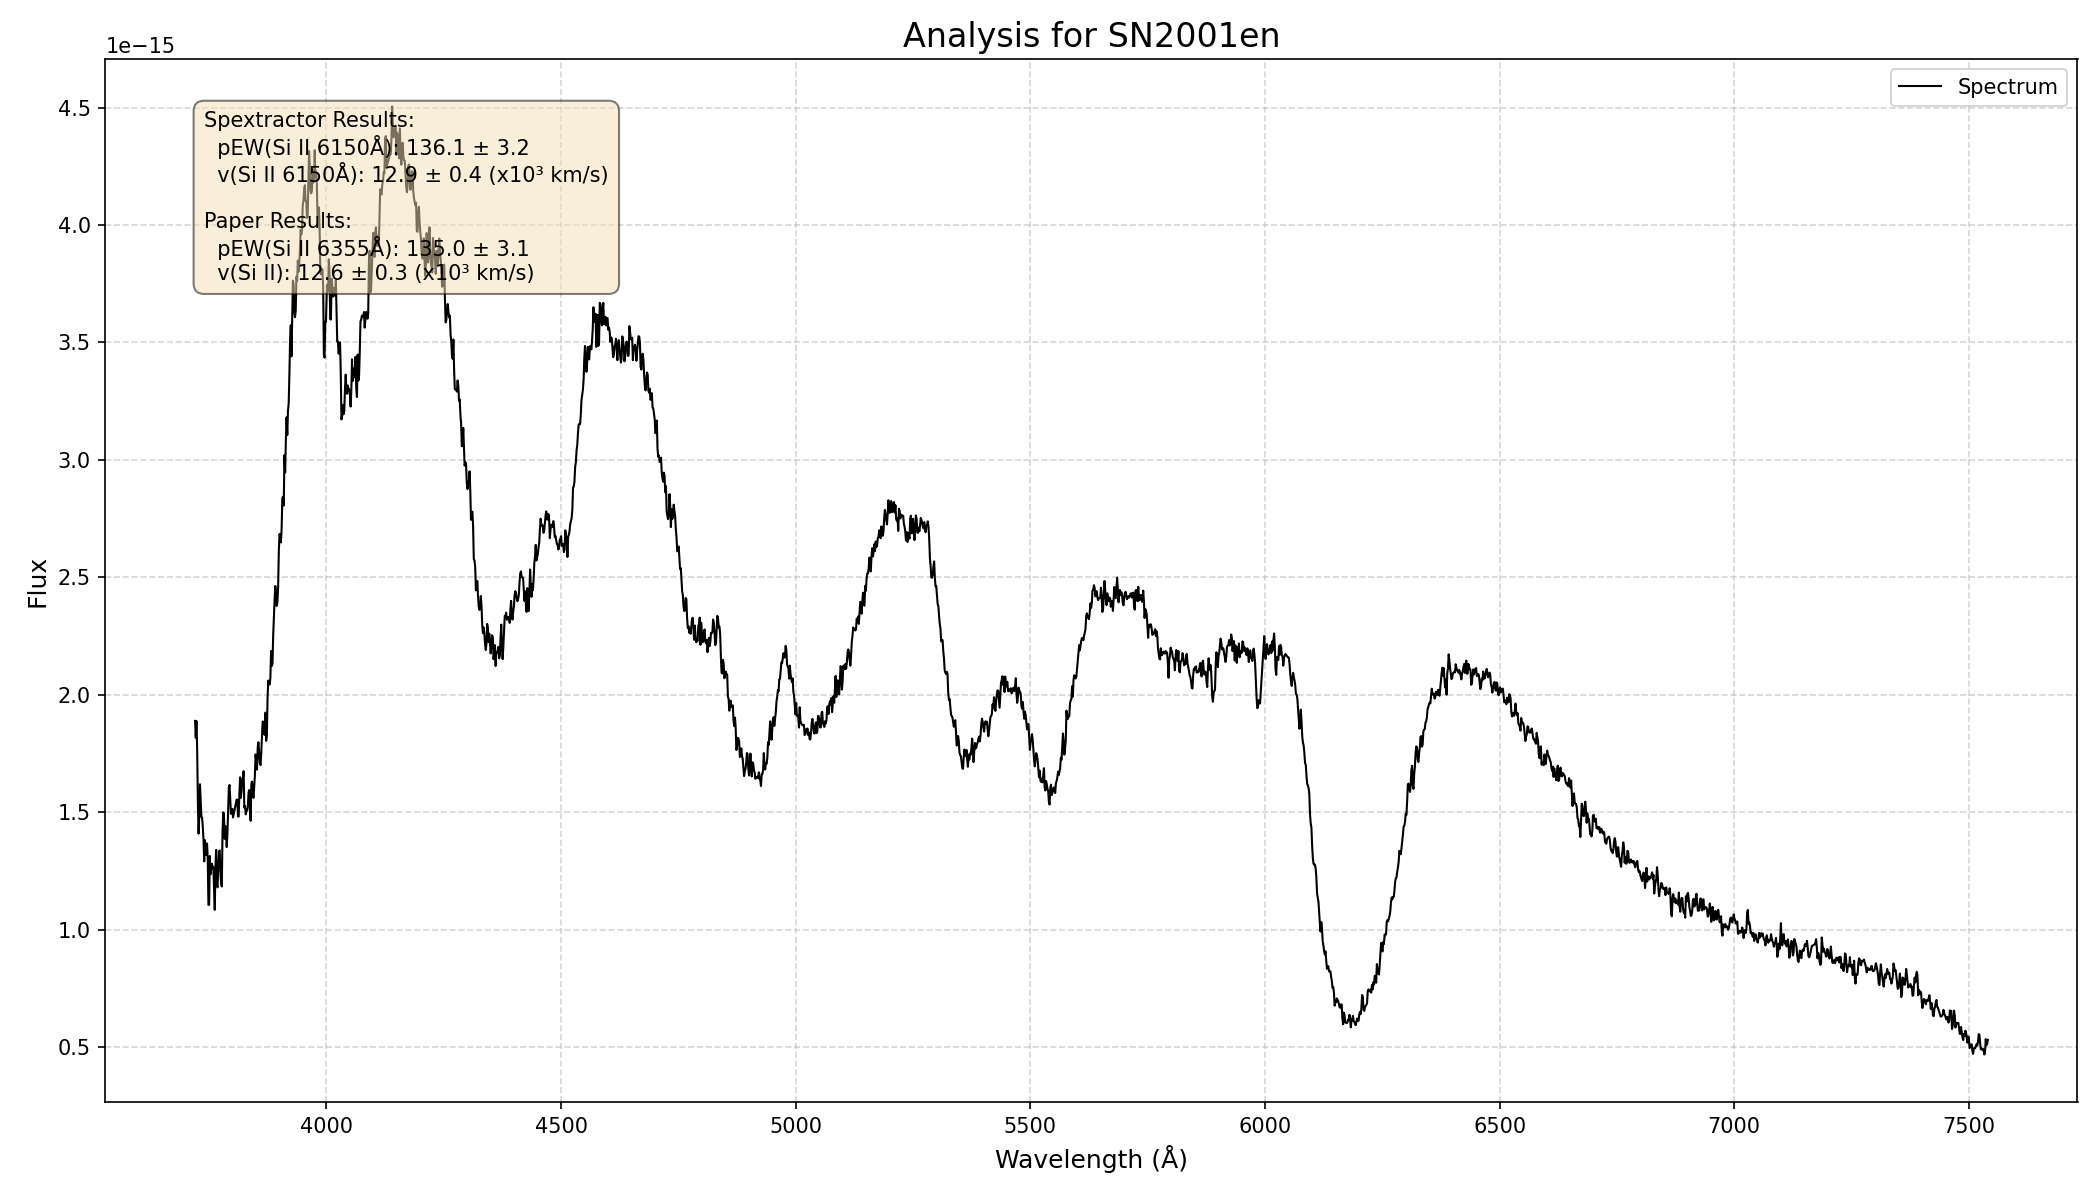 Analysis for SN2001en
1e−15
Spectrum
Spextractor Results:
pEW(Si II 6150Å): 136.1 ± 3.2
v(Si II 6150Å): 12.9 ± 0.4 (x10³ km/s)
Paper Results:
pEW(Si II 6355Å): 135.0 ± 3.1
v(Si II): 12.6 ± 0.3 (x10³ km/s)
4.5
4.0
3.5
3.0
2.5
2.0
1.5
1.0
0.5
Flux
4000 4500 5000 5500 6000 6500 7000 7500
Wavelength (Å)